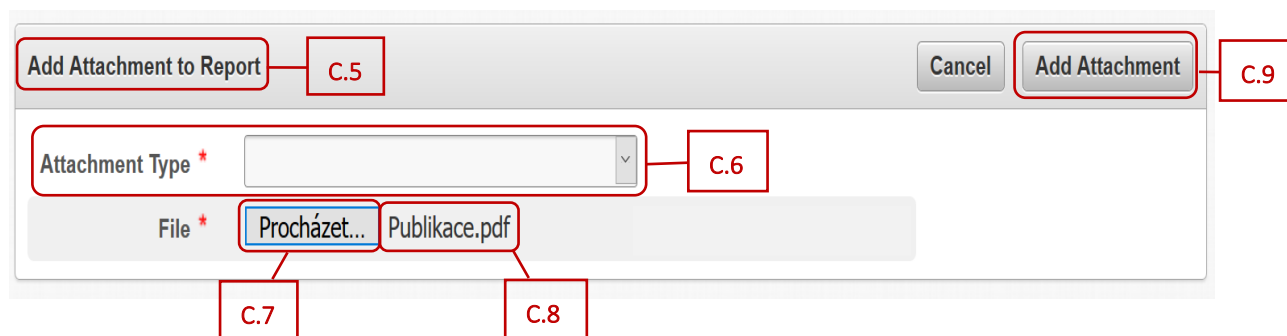 Add Attachment to Report C.5 Cancel Add Attachment C.9
Attachment Type * C.6
File * Procházet... Publikace.pdf
C.7 C.8